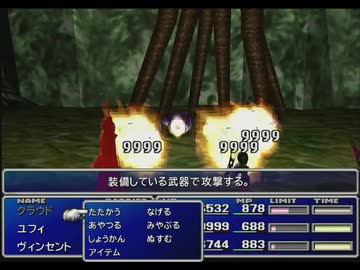 9999
9999
9999
装備している武器で攻撃する。
NAME
MP
LIMIT
TIME
クラウド
たたかう
なげる
8532
878
ユフィ
あやつる
みやぶる
9999
688
しょうかん
ぬすむ
ヴィンセント
アイテム
8744
883